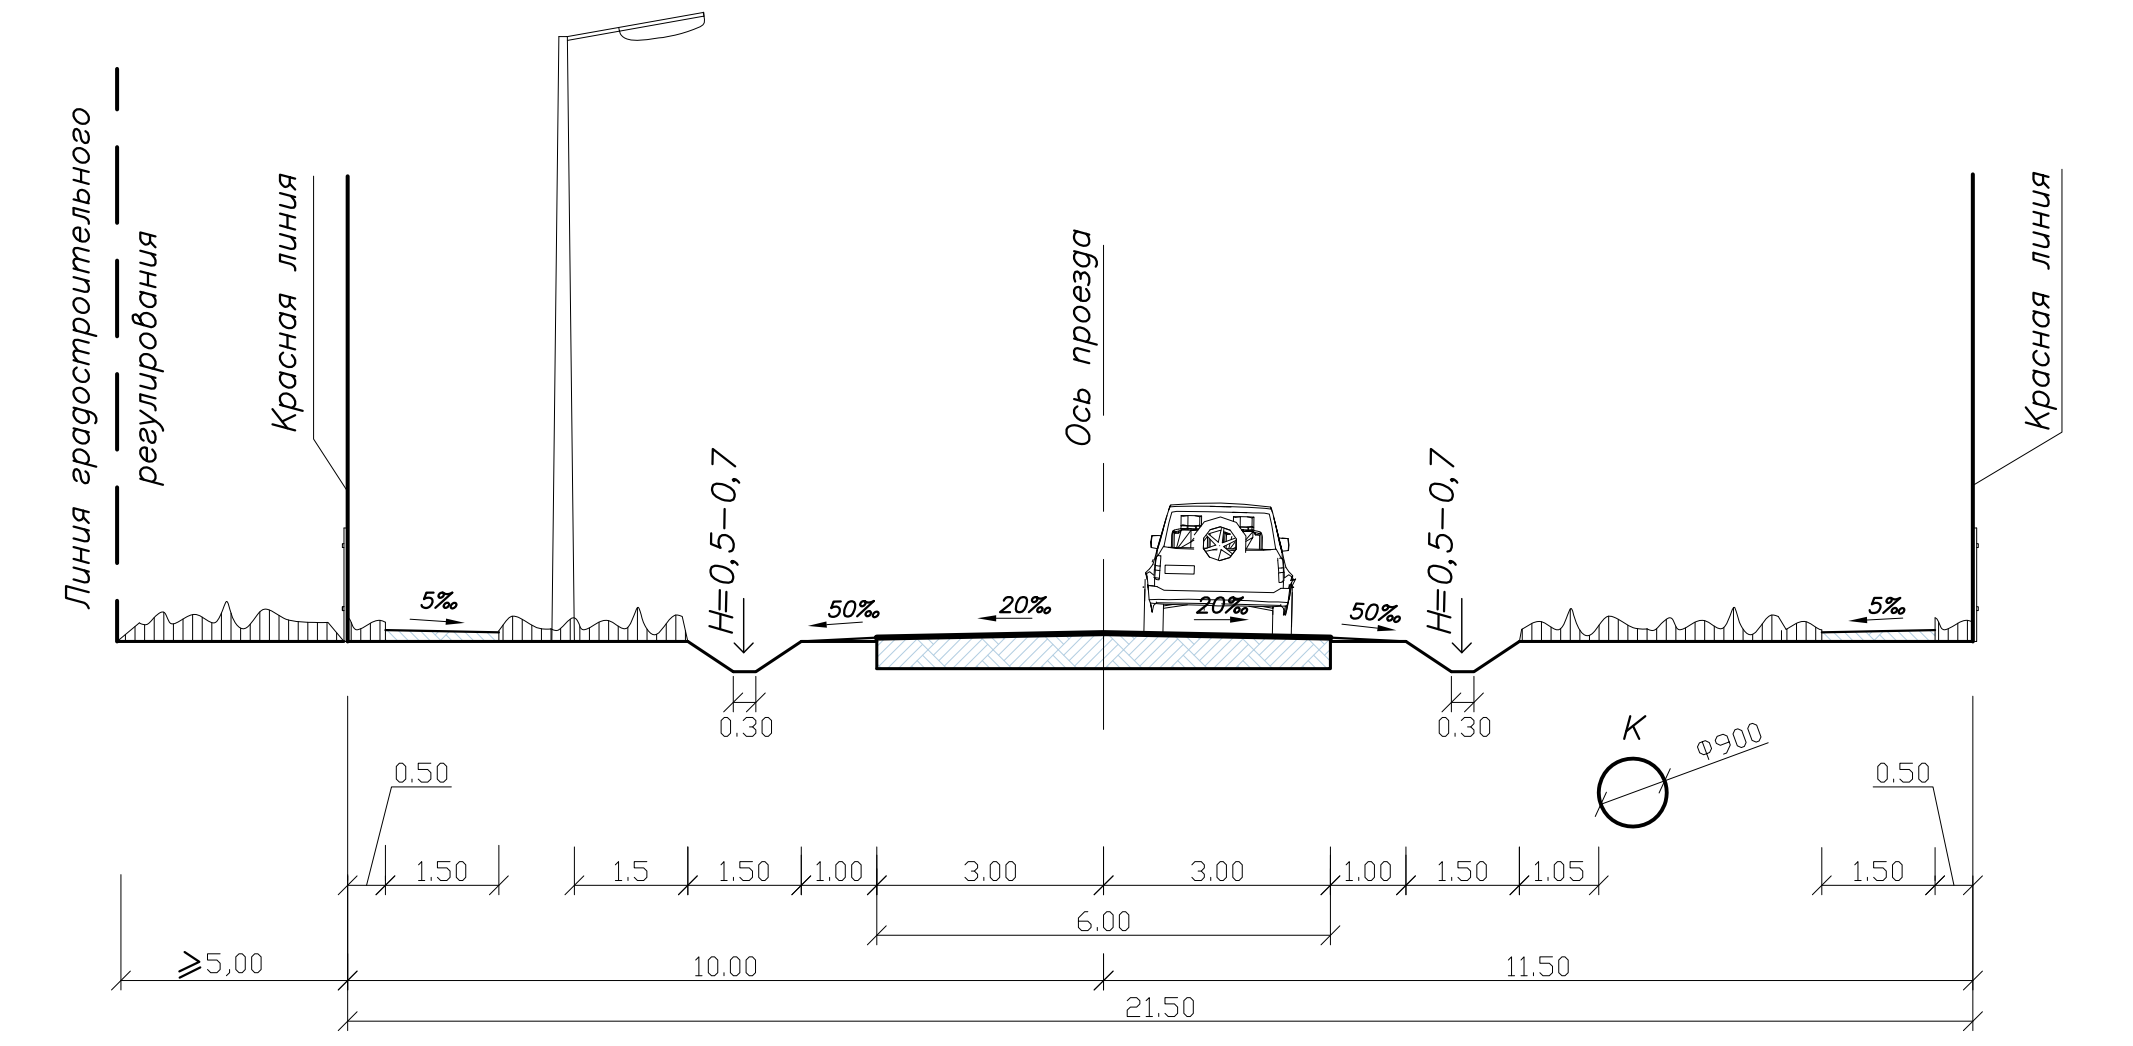 Линия градостроительного
регулирования
Красная линия
Ось проезда
Красная линия
H=0,5-0,7
H=0,5-0,7
5‰
50‰
20‰
20‰
50‰
5‰
0.30
0.30
К
Ф900
0.50
0.50
1.50
1.5
1.50
1.00
3.00
3.00
1.00
1.50
1.05
1.50
6.00
⩾5,00
10.00
11.50
21.50